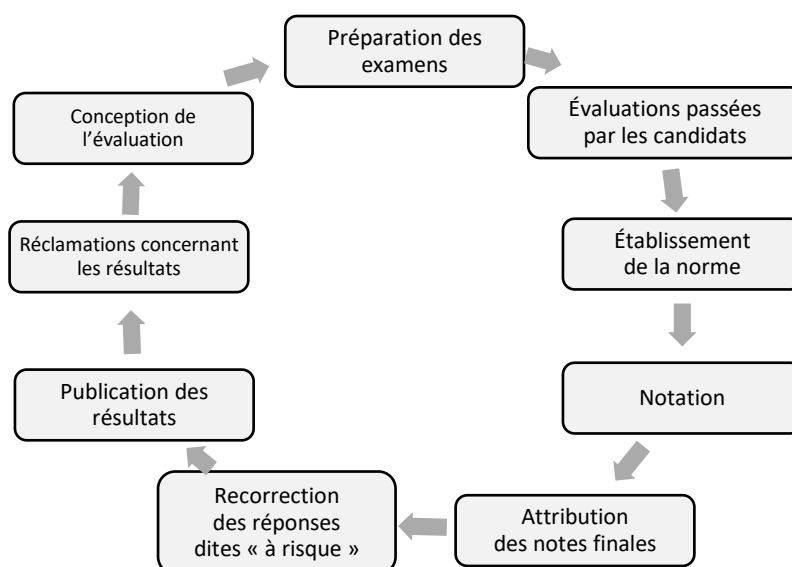 Préparation des
examens
Évaluations passées
par les candidats
Établissement
de la norme
Notation
Attribution
des notes finales
Recorrection
des réponses
dites « à risque »
Publication des
résultats
Réclamations concernant
les résultats
Conception de
l’évaluation